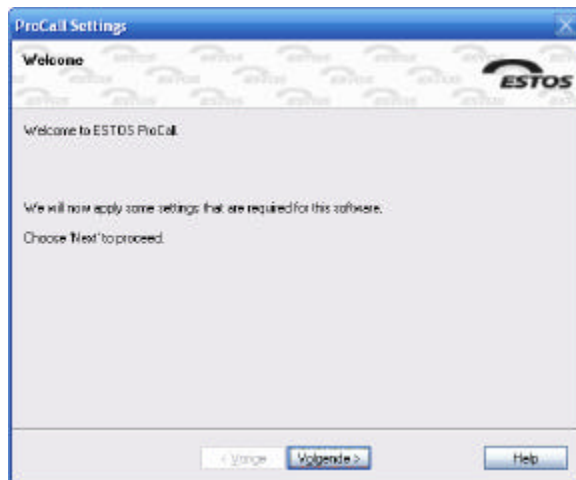 ProCall Settings
Welcome
ESTOS
Welcome to ESTOS ProCall.
We will now apply some settings that are required for this software.
Choose 'Next' to proceed.
< Vorige
Volgende >
Help